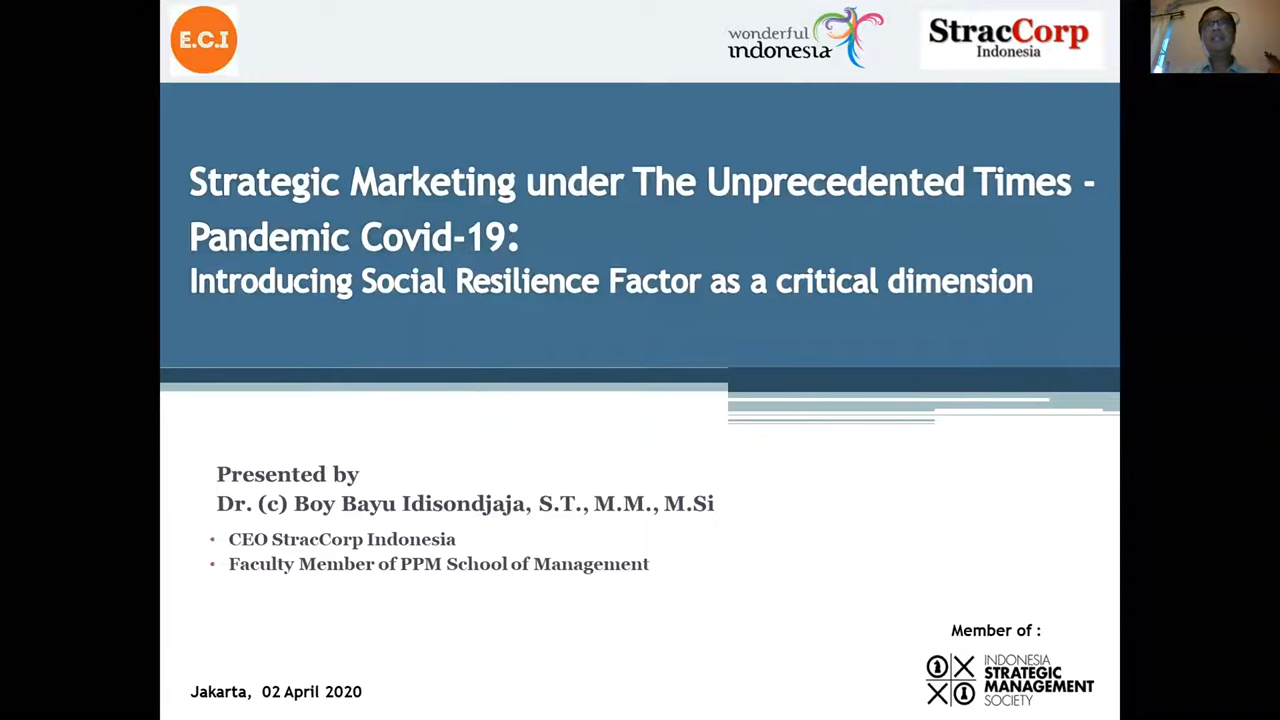 E.C.I
wonderful
indonesia
StracCorp
Indonesia
Strategic Marketing under The Unprecedented Times -
Pandemic Covid-19:
Introducing Social Resilience Factor as a critical dimension
Presented by
Dr. (c) Boy Bayu Idisondjaja, S.T., M.M., M.Si
• CEO StracCorp Indonesia
• Faculty Member of PPM School of Management
Member of :
INDONESIA
STRATEGIC
MANAGEMENT
SOCIETY
Jakarta, 02 April 2020